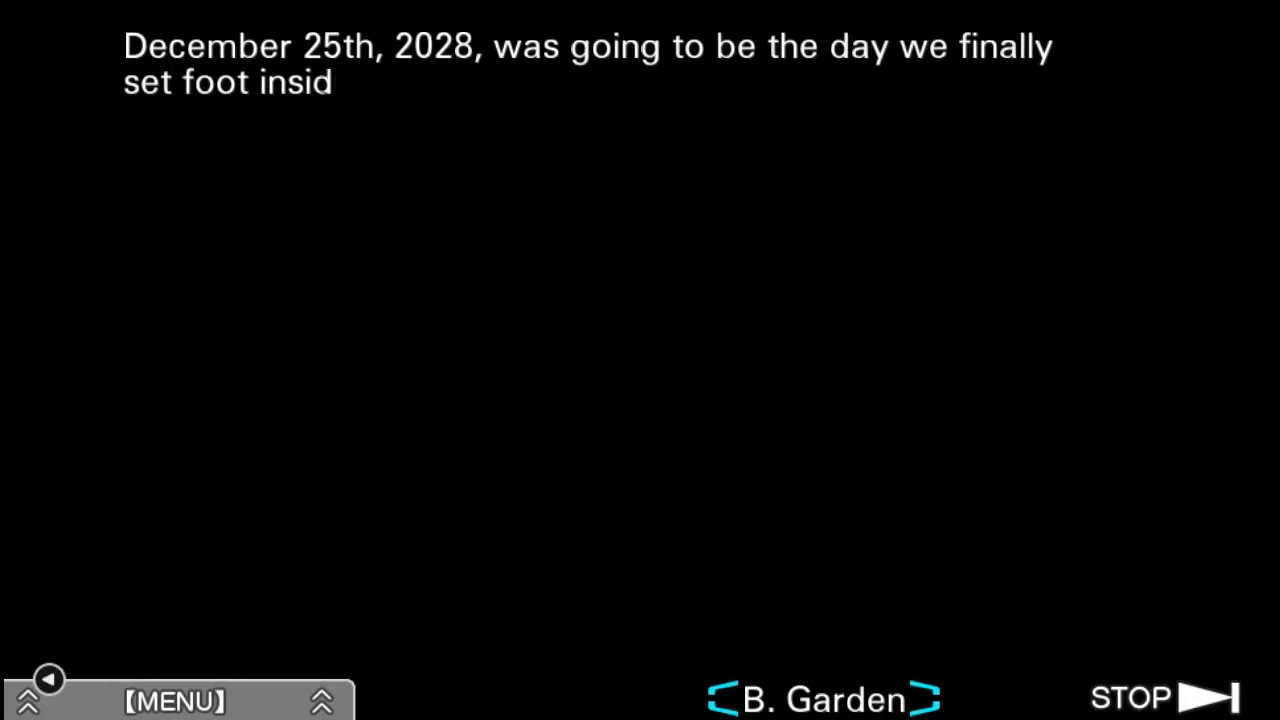 December 25th, 2028, was going to be the day we finally
set foot insid
【MENU】
B. Garden
STOP